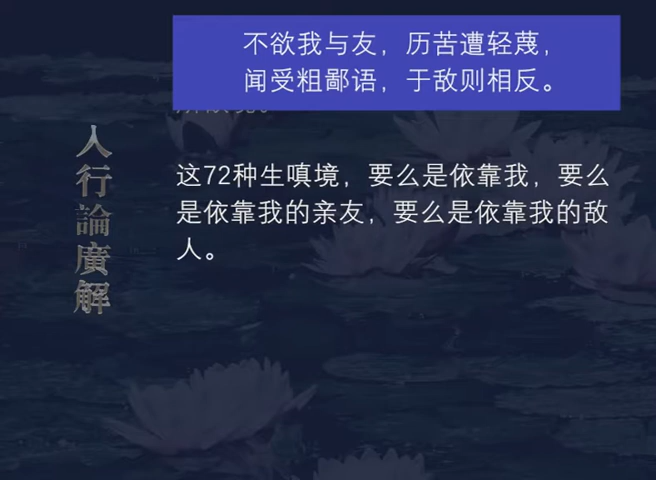 不欲我与友，历苦遭轻蔑，
闻受粗鄙语，于敌则相反。
入行論廣解
这72种生嗔境，要么是依靠我，要么
是依靠我的亲友，要么是依靠我的敌
人。